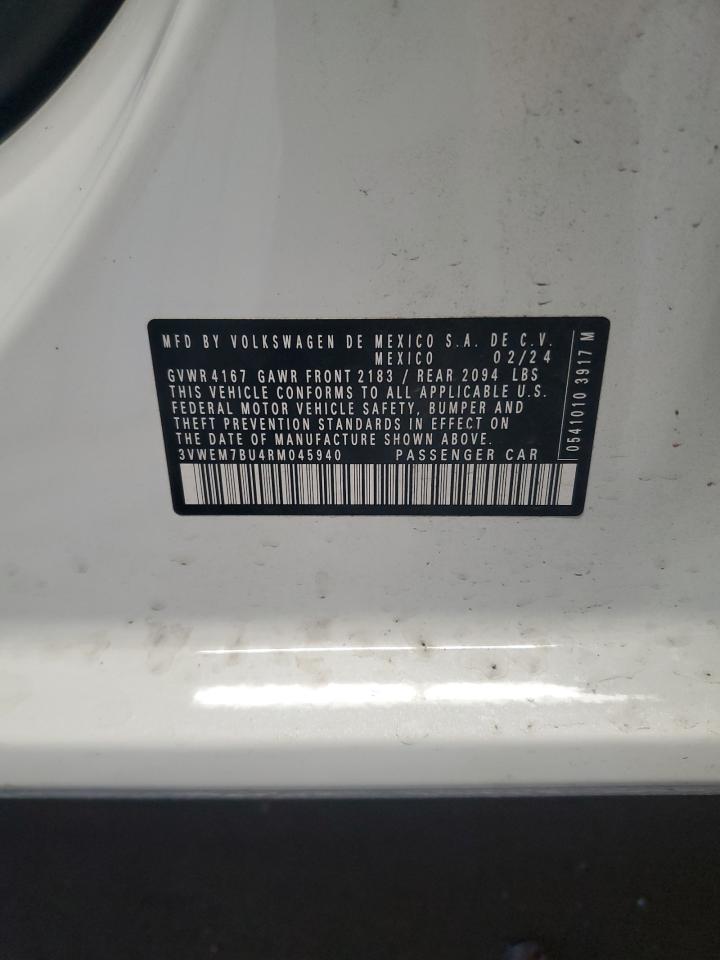 MFD BY VOLKSWAGEN DE MEXICO S.A. DE C.V.
MEXICO 02/24
GVWR 4167 GAWR FRONT 2183 / REAR 2094 LBS
THIS VEHICLE CONFORMS TO ALL APPLICABLE U.S.
FEDERAL MOTOR VEHICLE SAFETY, BUMPER AND
THEFT PREVENTION STANDARDS IN EFFECT ON
THE DATE OF MANUFACTURE SHOWN ABOVE.
3VWEM7BU4RM045940 PASSENGER CAR
0541010 3917 M